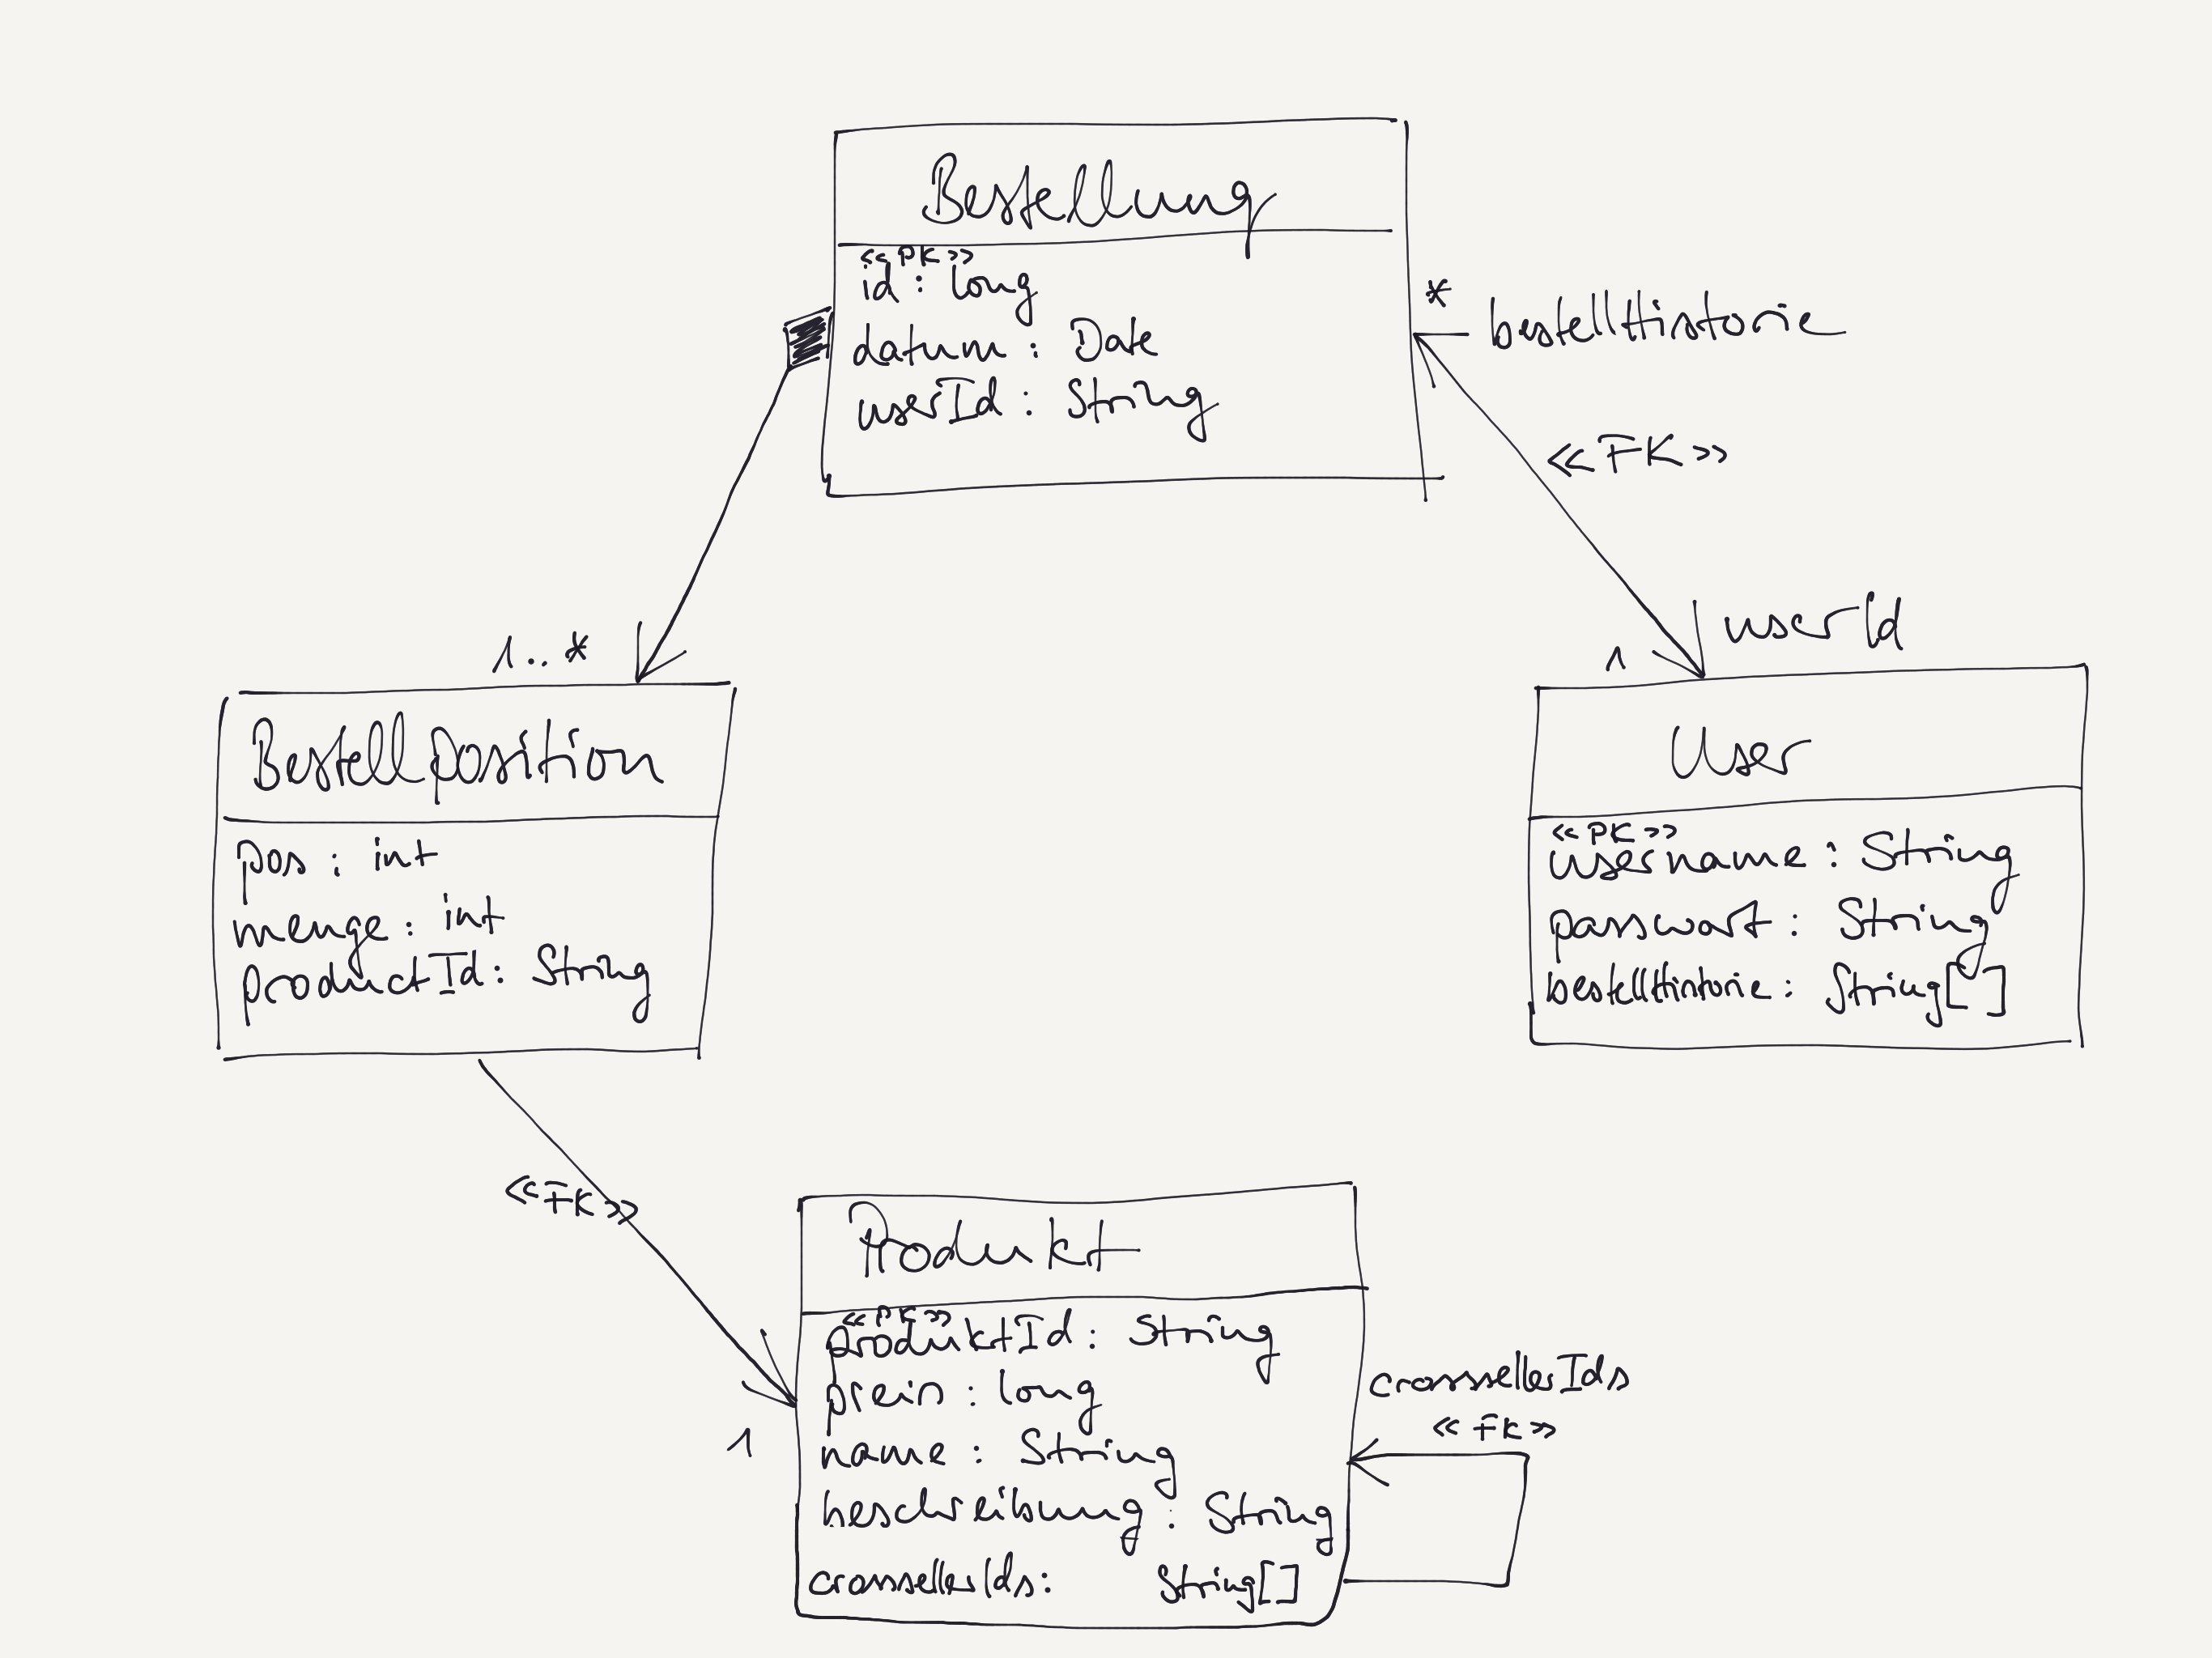 Bestellung
«PK»
id : long
datum : Date
userId : String
*
bestellHistorie
«FK»
1..*
1
userId
BestellPosition
pos : int
menge : int
productId : String
User
«PK»
username : String
passwort : String
bestellHistorie : String[]
«FK»
1
Produkt
«PK»
produktId : String
preis : long
name : String
beschreibung : String
crosssellerIds : String[]
crosssellerIds
«FK»